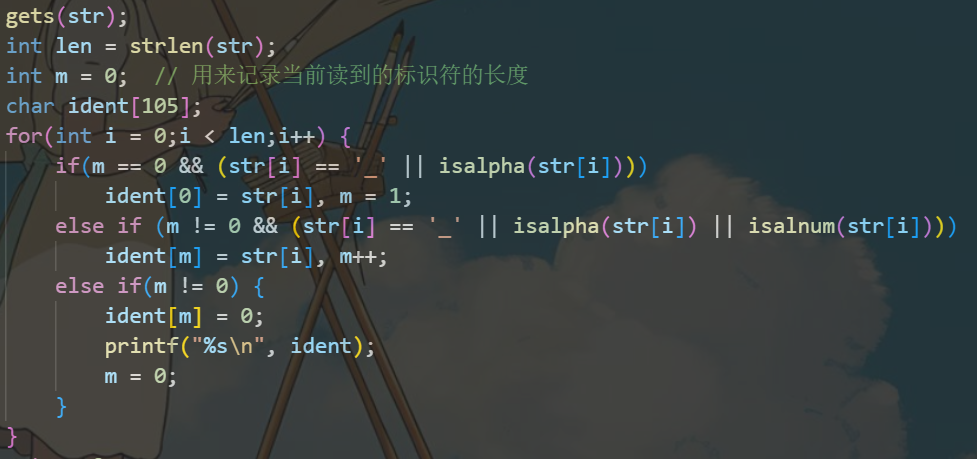 gets(str);
int len = strlen(str);
int m = 0;  // 用来记录当前读到的标识符的长度
char ident[105];
for(int i = 0;i < len;i++) {
    if(m == 0 && (str[i] == '_' || isalpha(str[i])))
        ident[0] = str[i], m = 1;
    else if (m != 0 && (str[i] == '_' || isalpha(str[i]) || isalnum(str[i])))
        ident[m] = str[i], m++;
    else if(m != 0) {
        ident[m] = 0;
        printf("%s\n", ident);
        m = 0;
    }
}